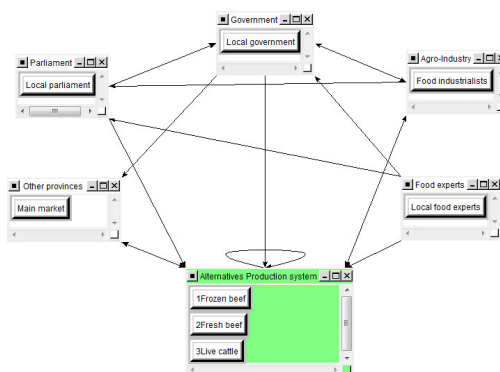 Government
Local government
Parliament
Local parliament
Agro-Industry
Food industrialists
Other provinces
Main market
Food experts
Local food experts
Alternatives Production system
1Frozen beef
2Fresh beef
3Live cattle